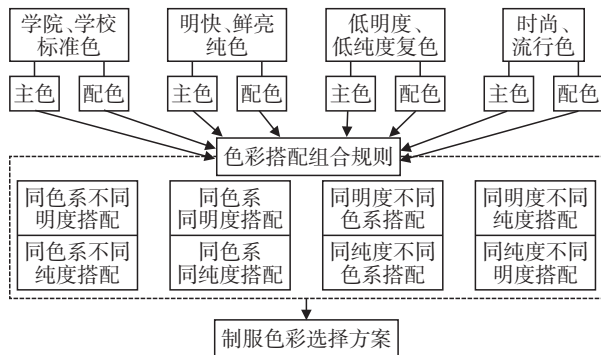 学院、学校
标准色
明快、鲜亮
纯色
低明度、
低纯度复色
时尚、
流行色
主色
配色
主色
配色
主色
配色
主色
配色
色彩搭配组合规则
同色系不同
明度搭配
同色系
同明度搭配
同明度不同
色系搭配
同明度不同
纯度搭配
同色系不同
纯度搭配
同色系
同纯度搭配
同纯度不同
色系搭配
同纯度不同
明度搭配
制服色彩选择方案